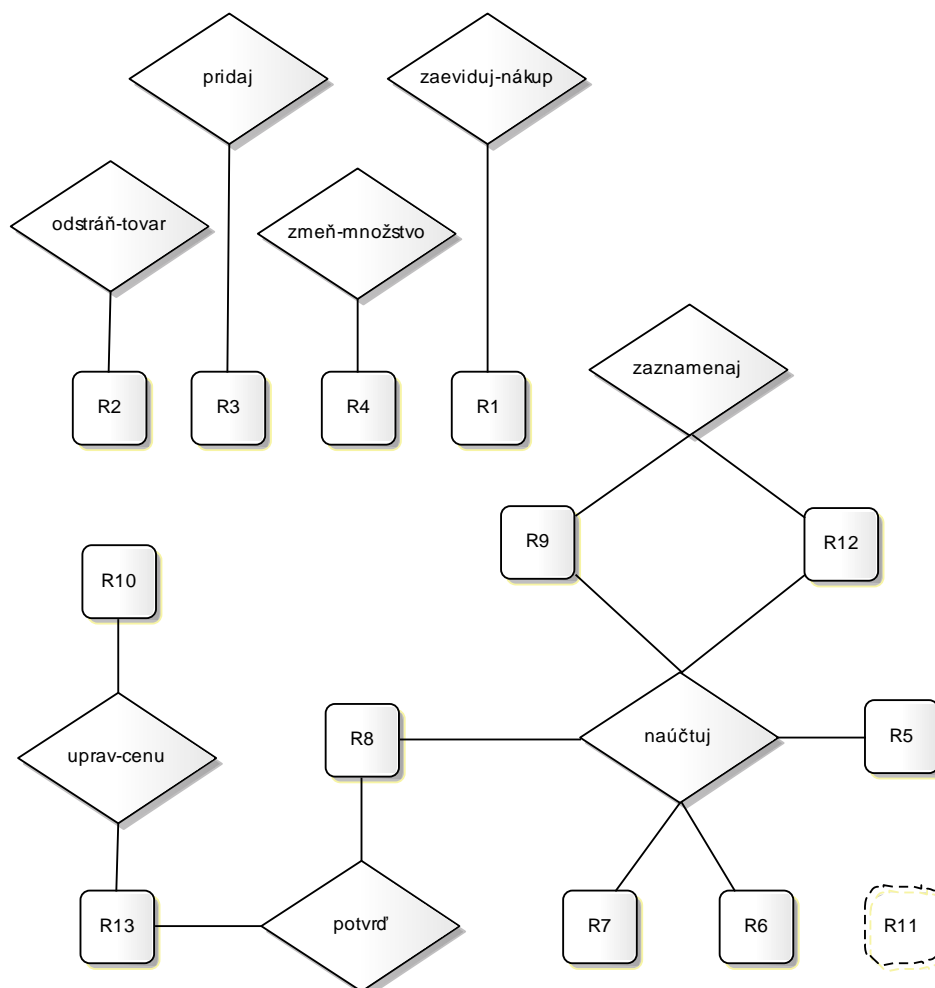 pridaj
zaeviduj-nákup
odstráň-tovar
zmeň-množstvo
zaznamenaj
R2
R3
R4
R1
R9
R12
R10
R8
naúčtuj
R5
uprav-cenu
R13
potvrď
R7
R6
R11